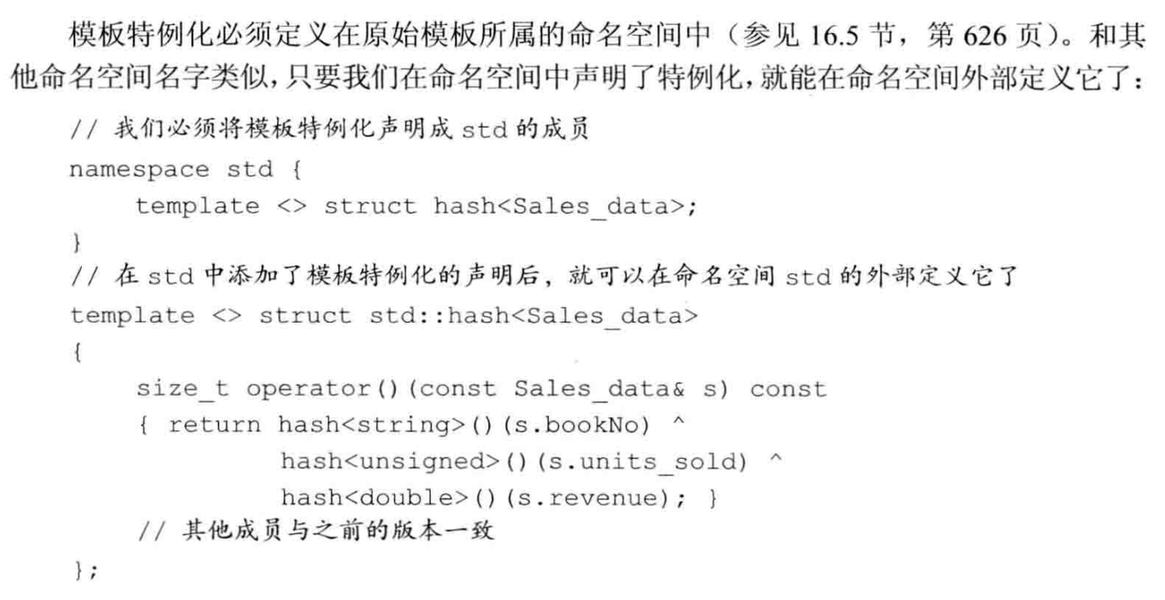 模板特例化必须定义在原始模板所属的命名空间中（参见 16.5 节，第 626 页）。和其
他命名空间名字类似，只要我们在命名空间中声明了特例化，就能在命名空间外部定义它了：
// 我们必须将模板特例化声明成 std 的成员
namespace std {
    template <> struct hash<Sales_data>;
}
// 在 std 中添加了模板特例化的声明后，就可以在命名空间 std 的外部定义它了
template <> struct std::hash<Sales_data>
{
    size_t operator()(const Sales_data& s) const
    { return hash<string>()(s.bookNo) ^
             hash<unsigned>()(s.units_sold) ^
             hash<double>()(s.revenue); }
    // 其他成员与之前的版本一致
};